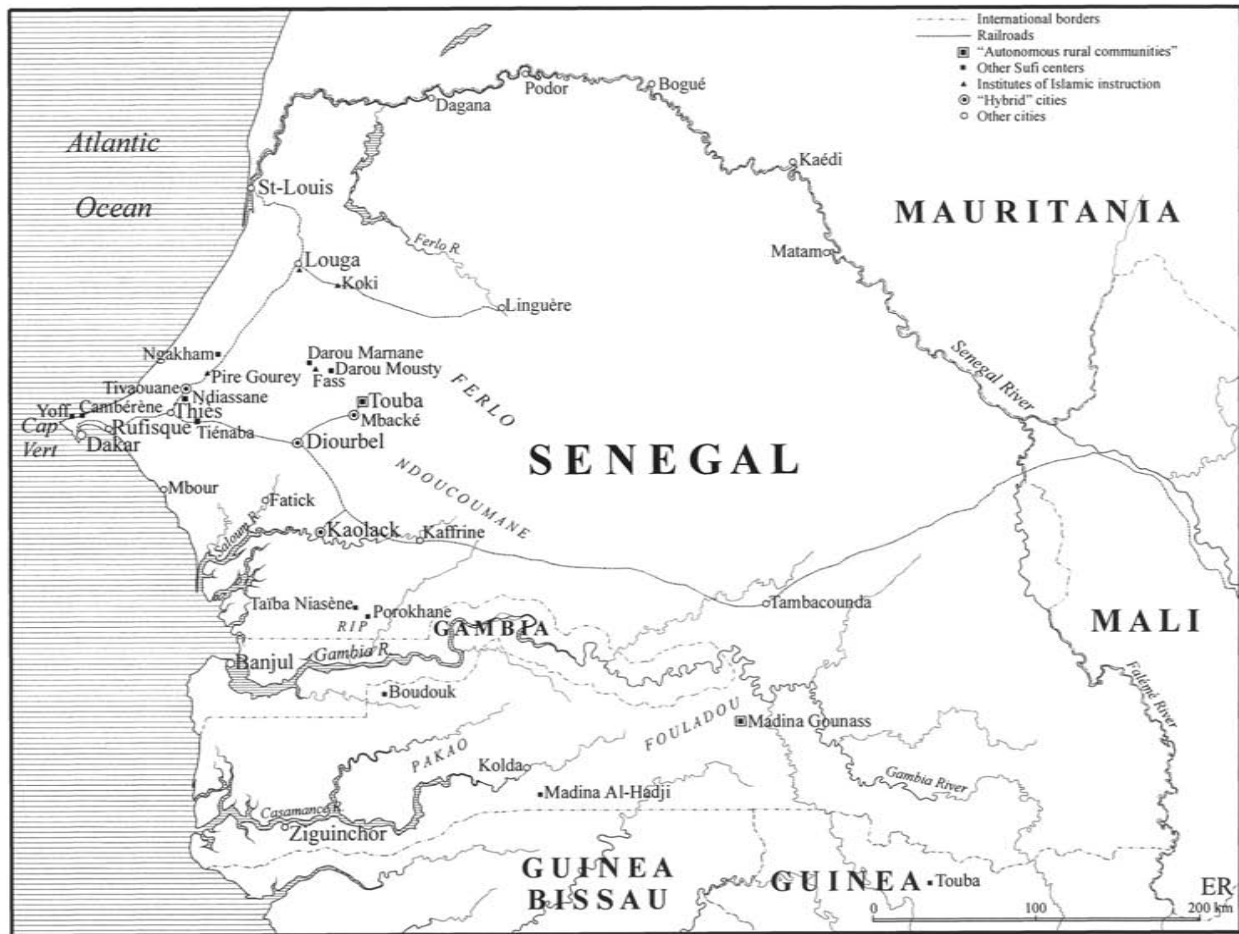 International borders
Railroads
"Autonomous rural communities"
Other Sufi centers
Institutes of Islamic instruction
"Hybrid" cities
Other cities
Atlantic
Ocean
Podor
Bogué
Dagana
Kaédi
St-Louis
MAURITANIA
Ferlo R.
Matam
Louga
Koki
Linguère
Senegal River
Ngakham
Darou Marnane
Darou Mousty
Fass
Pire Gourey
Tivaouane
Ndiassane
Touba
FERLO
Mbacké
Yoff
Cambérène
Thiès
Cap
Vert
Rufisque
Tiénaba
Dakar
Diourbel
SENEGAL
NDOUCOUMANE
Mbour
Fatick
Saloum R.
Kaolack
Kaffrine
Taïba Niasène
Porokhane
RIP
GAMBIA
Tambacounda
MALI
Banjul
Gambia R.
Boudouk
Falémé River
Madina Gounass
FOULADOU
PAKAO
Kolda
Gambia River
Madina Al-Hadji
Casamance R.
Ziguinchor
GUINEA
BISSAU
GUINEA
Touba
ER
0 100 200 km